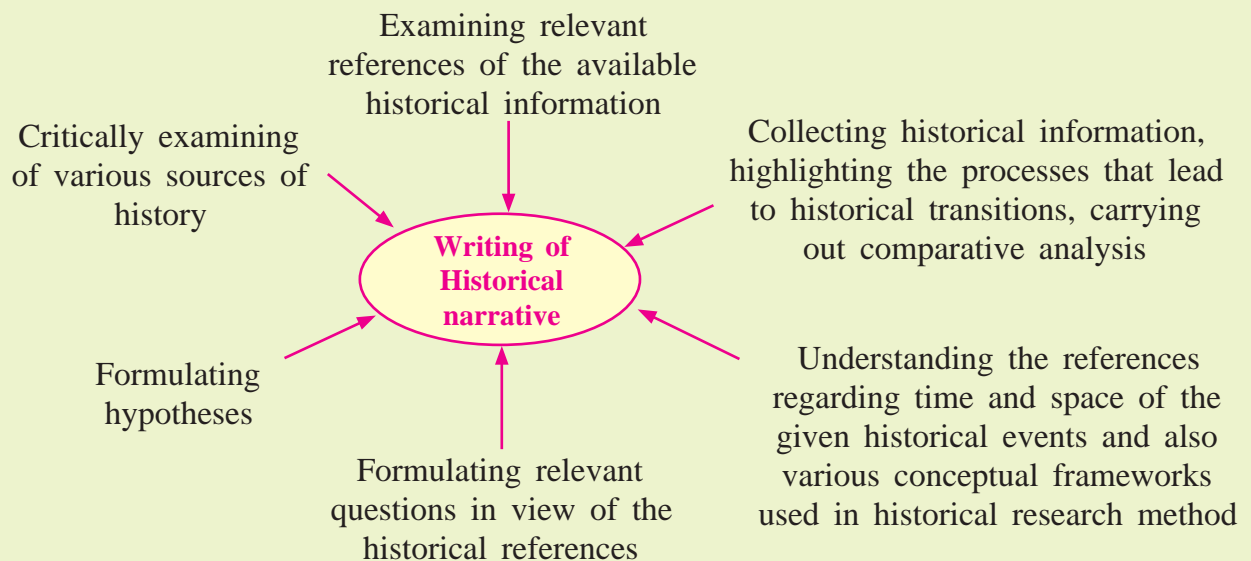 Examining relevant
references of the available
historical information
Critically examining
of various sources of
history
Collecting historical information,
highlighting the processes that lead
to historical transitions, carrying
out comparative analysis
Writing of
Historical
narrative
Formulating
hypotheses
Understanding the references
regarding time and space of the
given historical events and also
various conceptual frameworks
used in historical research method
Formulating relevant
questions in view of the
historical references